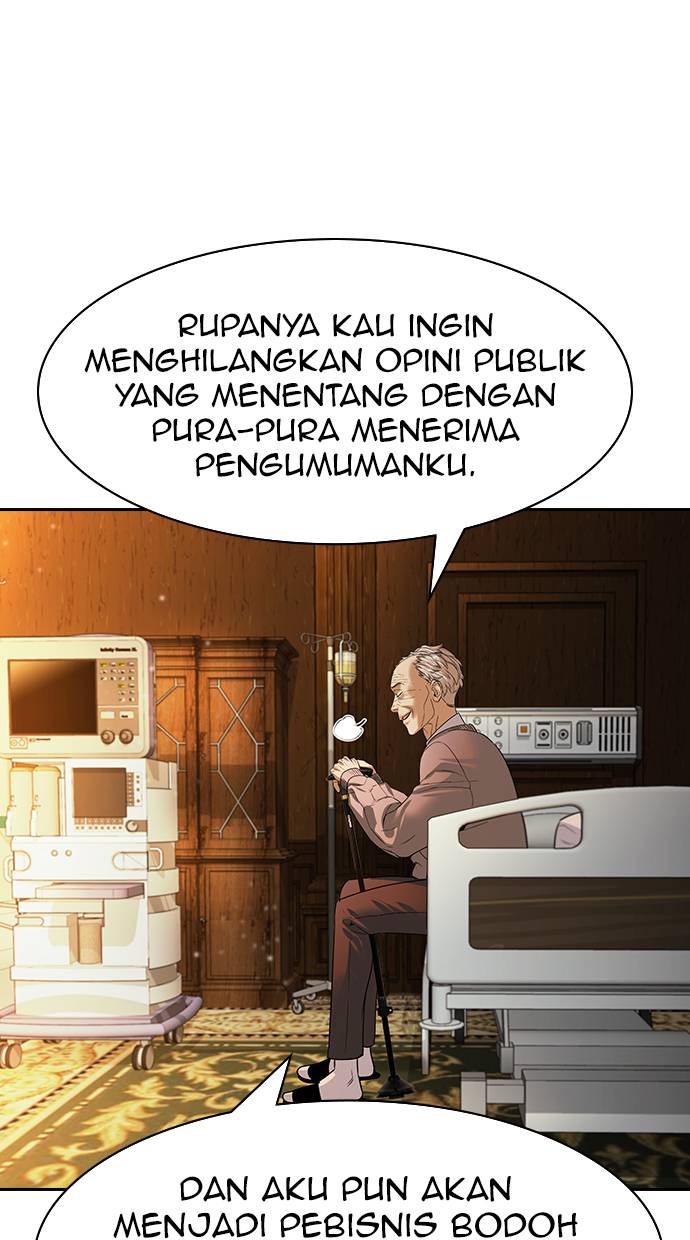 RUPANYA KAU INGIN
MENGHILANGKAN OPINI PUBLIK
YANG MENENTANG DENGAN
PURA-PURA MENERIMA
PENGUMUMANKU.
DAN AKU PUN AKAN
MENJADI PEBISNIS BODOH